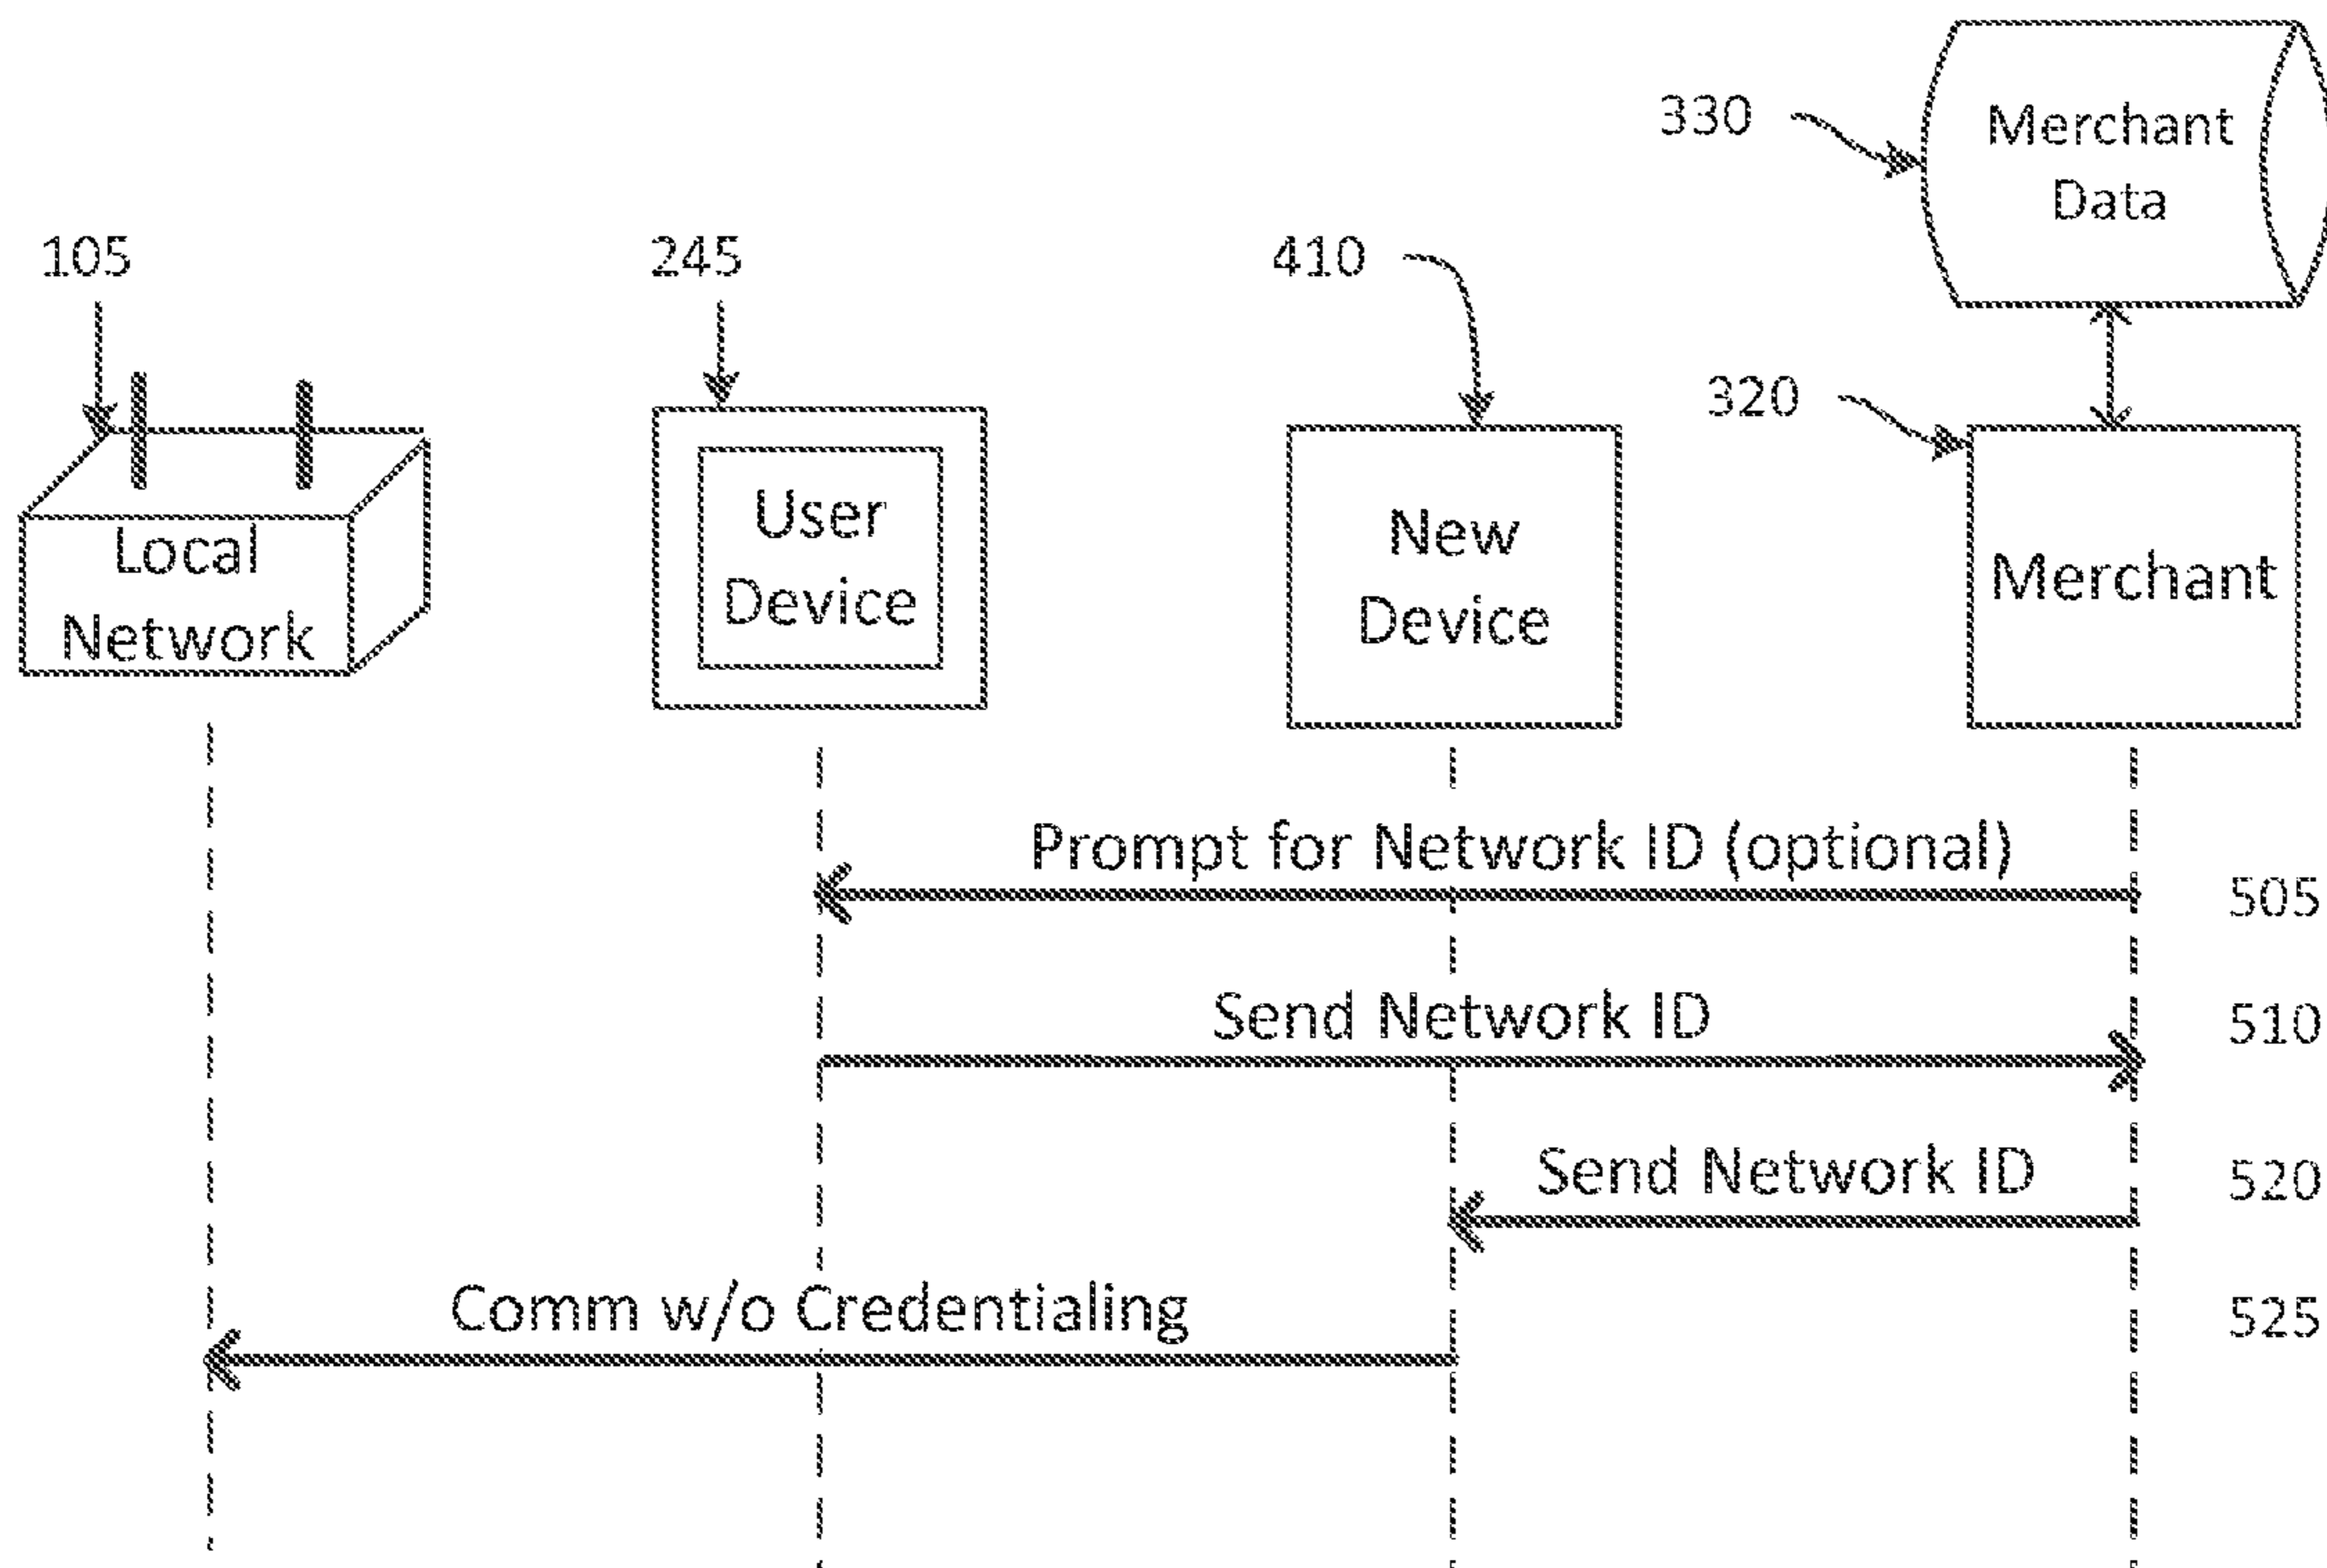 330
Merchant
Data
105
245
410
320
Local
Network
User
Device
New
Device
Merchant
Prompt for Network ID (optional)
505
Send Network ID
510
Send Network ID
520
Comm w/o Credentialing
525